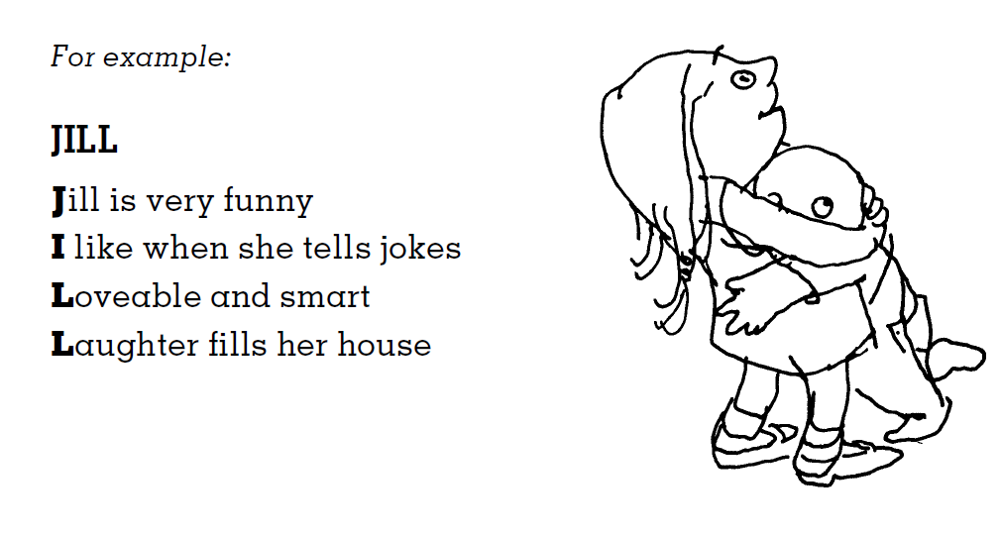 For example:
JILL
Jill is very funny
I like when she tells jokes
Loveable and smart
Laughter fills her house